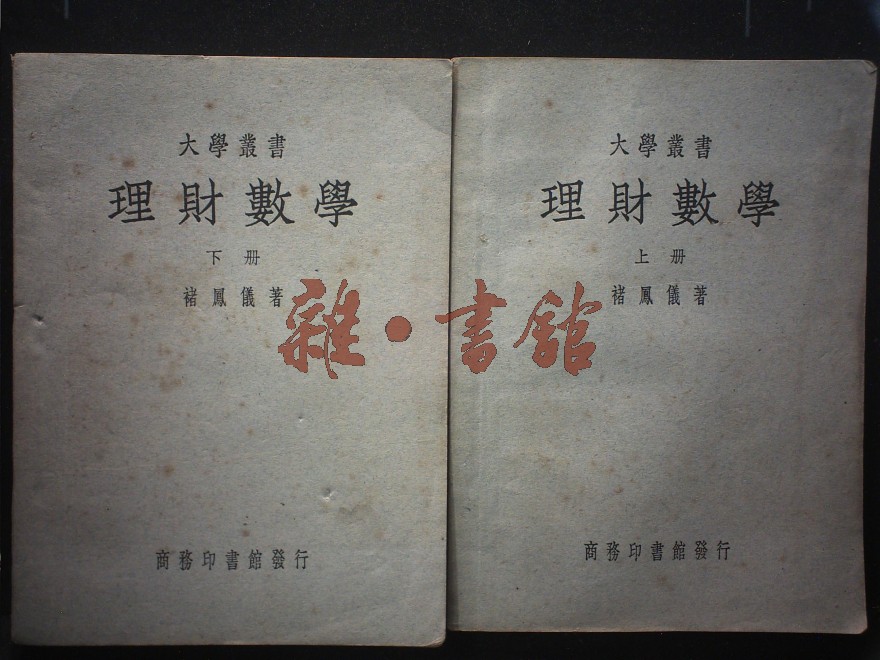 大學叢書
理財數學
下冊
褚鳳儀著
商務印書館發行
大學叢書
理財數學
上冊
褚鳳儀著
商務印書館發行
雜·書館